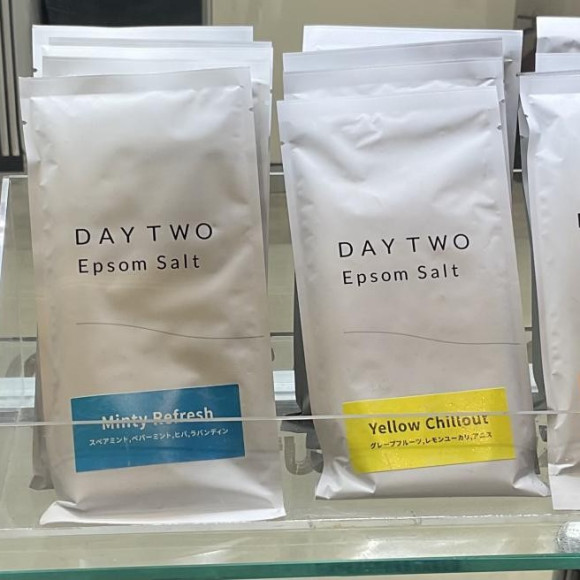 DAY TWO
Epsom Salt
Minty Refresh
スペアミント,ペパーミント,ヒバ,ラバンディン
DAY TWO
Epsom Salt
Yellow Chillout
グレープフルーツ,レモンユーカリ,アニス